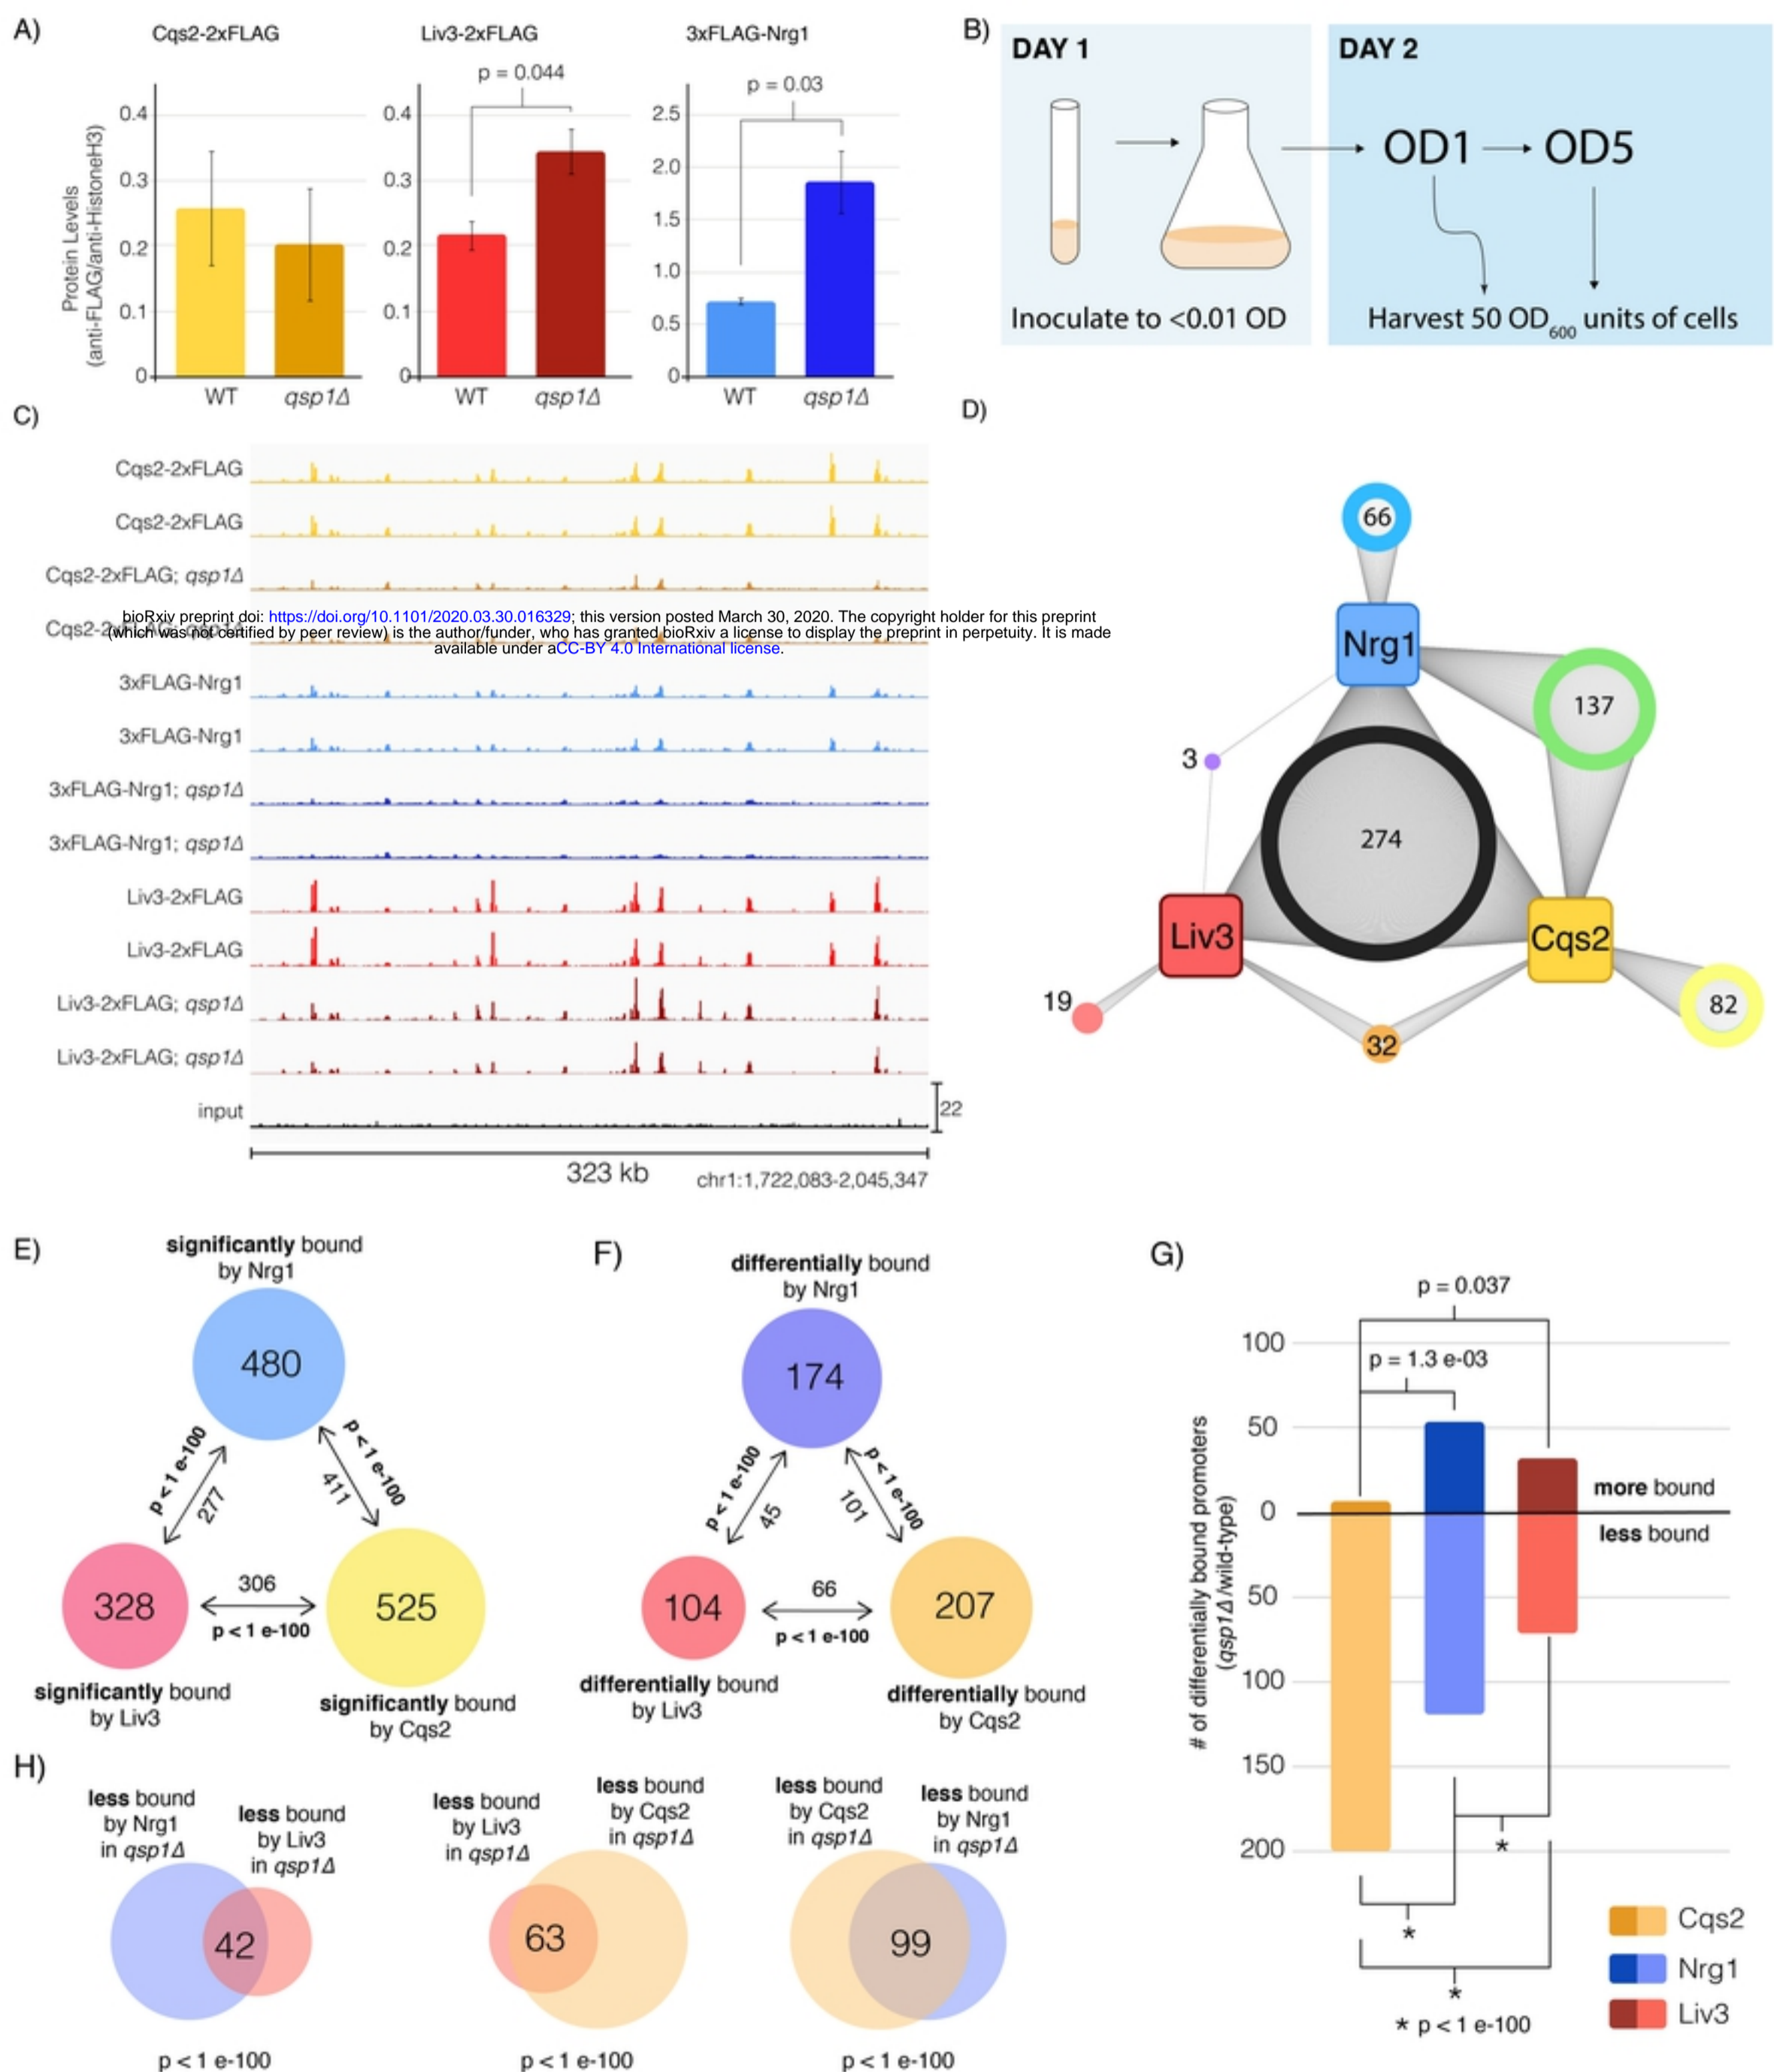 A)
Cqs2-2xFLAG
Liv3-2xFLAG
3xFLAG-Nrg1
p = 0.044
p = 0.03
Protein Levels
(anti-FLAG/anti-HistoneH3)
0.4
0.3
0.2
0.1
0
WT
qsp1Δ
0.4
0.3
0.2
0.1
0
WT
qsp1Δ
2.5
2.0
1.5
1.0
0.5
0
WT
qsp1Δ
B)
DAY 1
Inoculate to <0.01 OD
DAY 2
OD1
OD5
Harvest 50 OD600 units of cells
C)
Cqs2-2xFLAG
Cqs2-2xFLAG
Cqs2-2xFLAG; qsp1Δ
Cqs2-2xFLAG; qsp1Δ
bioRxiv preprint doi: https://doi.org/10.1101/2020.03.30.016329; this version posted March 30, 2020. The copyright holder for this preprint
(which was not certified by peer review) is the author/funder, who has granted bioRxiv a license to display the preprint in perpetuity. It is made
available under aCC-BY 4.0 International license.
3xFLAG-Nrg1
3xFLAG-Nrg1
3xFLAG-Nrg1; qsp1Δ
3xFLAG-Nrg1; qsp1Δ
Liv3-2xFLAG
Liv3-2xFLAG
Liv3-2xFLAG; qsp1Δ
Liv3-2xFLAG; qsp1Δ
input
22
323 kb
chr1:1,722,083-2,045,347
D)
66
Nrg1
137
3
274
Liv3
Cqs2
19
32
82
E)
significantly bound
by Nrg1
480
p < 1 e-100
277
p < 1 e-100
411
328
306
p < 1 e-100
525
significantly bound
by Liv3
significantly bound
by Cqs2
F)
differentially bound
by Nrg1
174
p < 1 e-100
45
p < 1 e-100
101
104
66
p < 1 e-100
207
differentially bound
by Liv3
differentially bound
by Cqs2
G)
p = 0.037
p = 1.3 e-03
# of differentially bound promoters
(qsp1Δ/wild-type)
100
50
0
50
100
150
200
more bound
less bound
*
*
*
* p < 1 e-100
Cqs2
Nrg1
Liv3
H)
less bound
by Nrg1
in qsp1Δ
less bound
by Liv3
in qsp1Δ
42
p < 1 e-100
less bound
by Liv3
in qsp1Δ
less bound
by Cqs2
in qsp1Δ
63
p < 1 e-100
less bound
by Cqs2
in qsp1Δ
less bound
by Nrg1
in qsp1Δ
99
p < 1 e-100